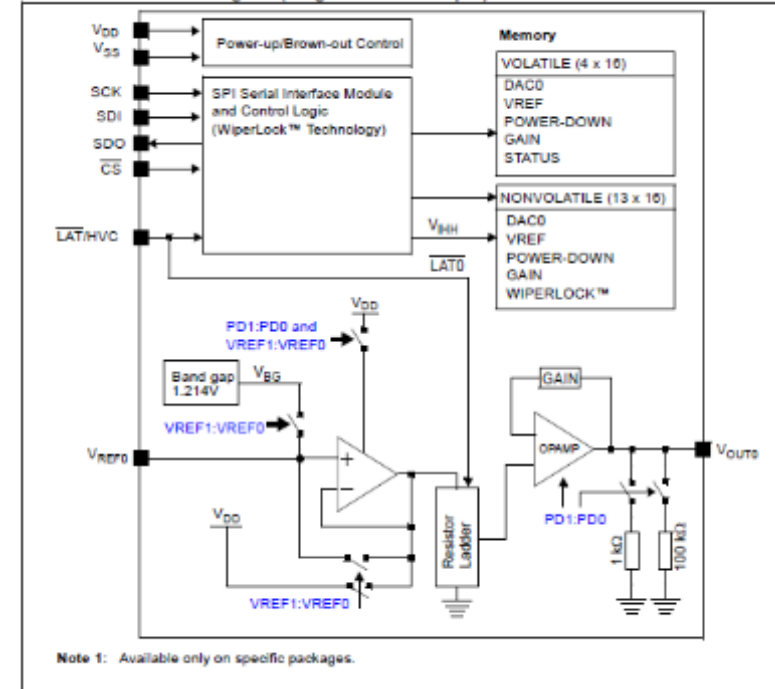 VDD
VSS
Power-up/Brown-out Control
SCK
SDI
SDO
CS
SPI Serial Interface Module
and Control Logic
(WiperLock™ Technology)
Memory
VOLATILE (4 x 16)
DAC0
VREF
POWER-DOWN
GAIN
STATUS
NONVOLATILE (13 x 16)
DAC0
VREF
POWER-DOWN
GAIN
WIPERLOCK™
LAT/HVC
VIHH
LAT0
VDD
PD1:PD0 and
VREF1:VREF0
Band gap
1.214V
VBG
VREF1:VREF0
VREF0
+
−
VDD
VREF1:VREF0
Resistor
Ladder
GAIN
OPAMP
PD1:PD0
VOUT0
1 kΩ
100 kΩ
Note 1: Available only on specific packages.